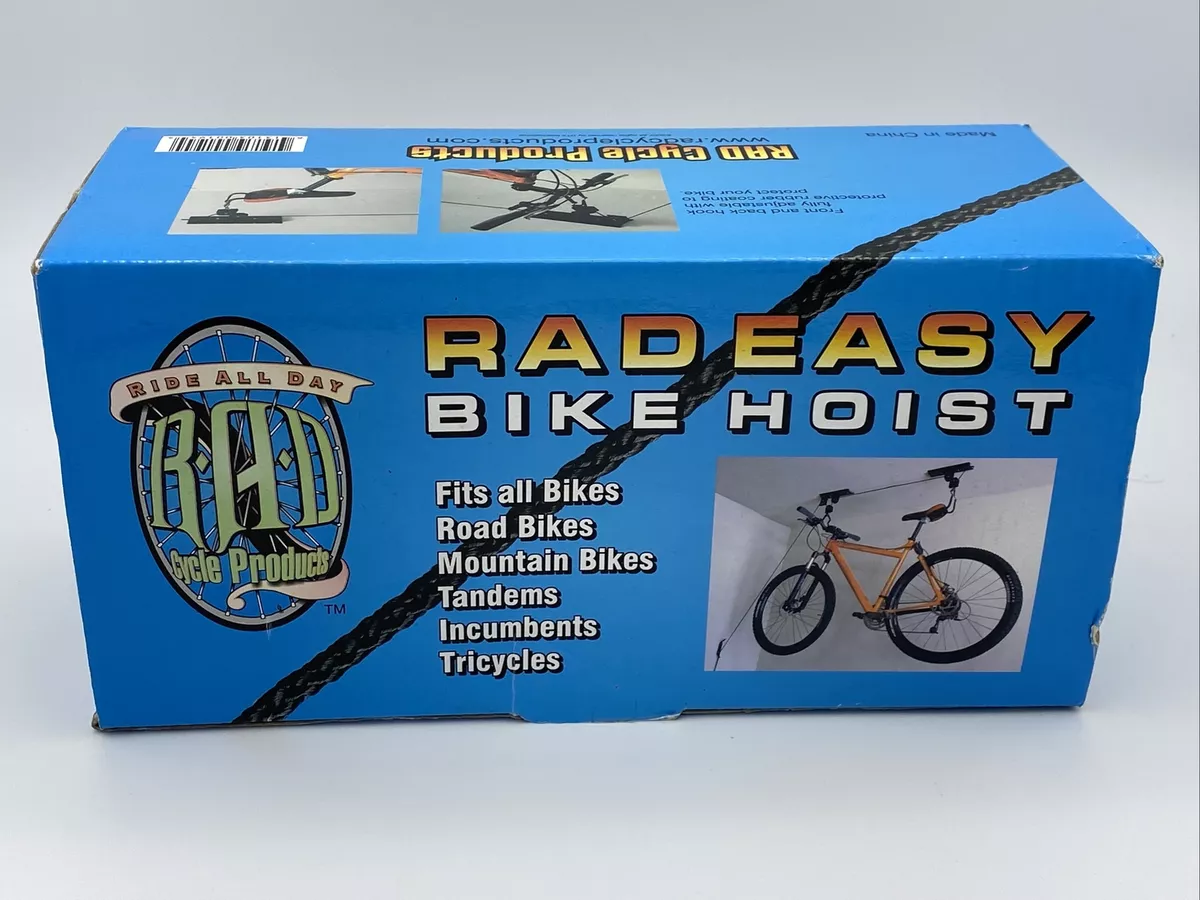 Made in China
www.radcycleproducts.com
RAD Cycle Products
Front and back hook
fully adjustable with
protective rubber coating to
protect your bike.
RIDE ALL DAY
R·A·D
Cycle Products
TM
RAD EASY
BIKE HOIST
Fits all Bikes
Road Bikes
Mountain Bikes
Tandems
Incumbents
Tricycles